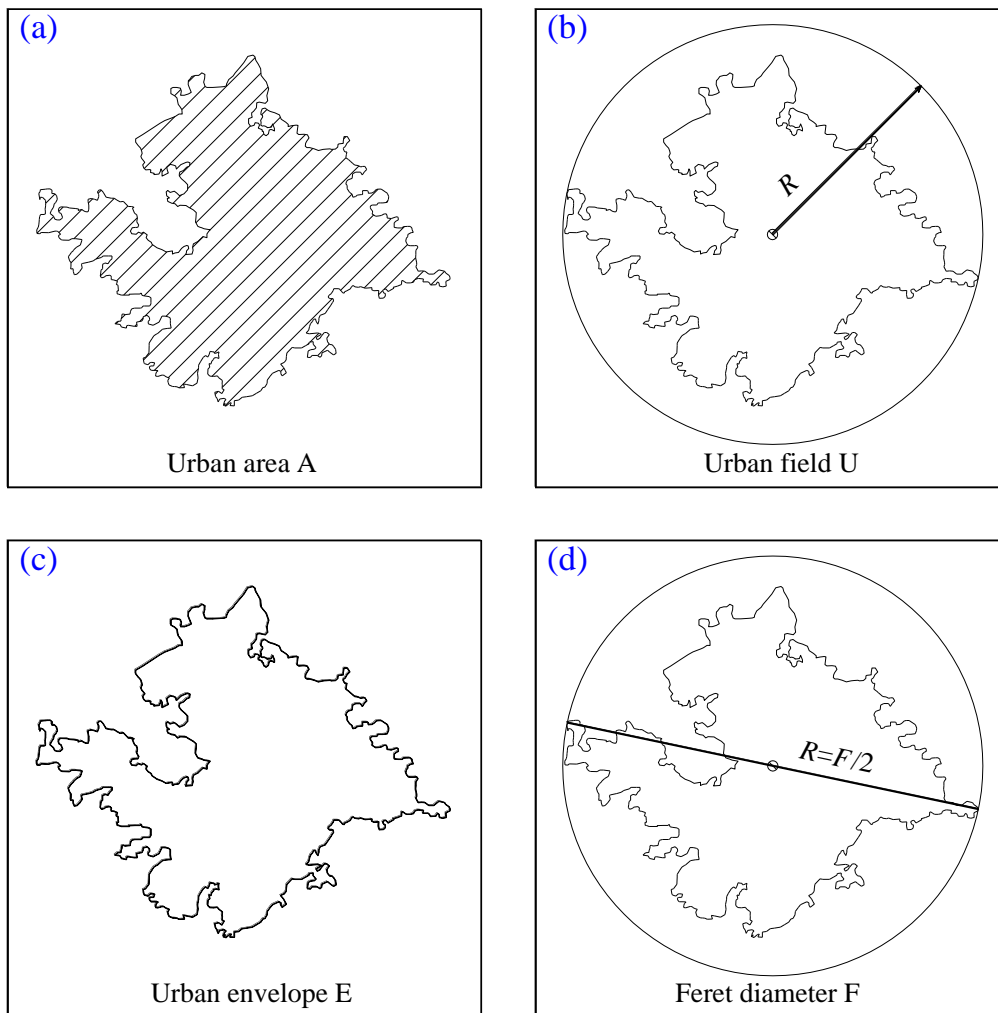 (a)
Urban area A
(b)
R
Urban field U
(c)
Urban envelope E
(d)
R=F/2
Feret diameter F